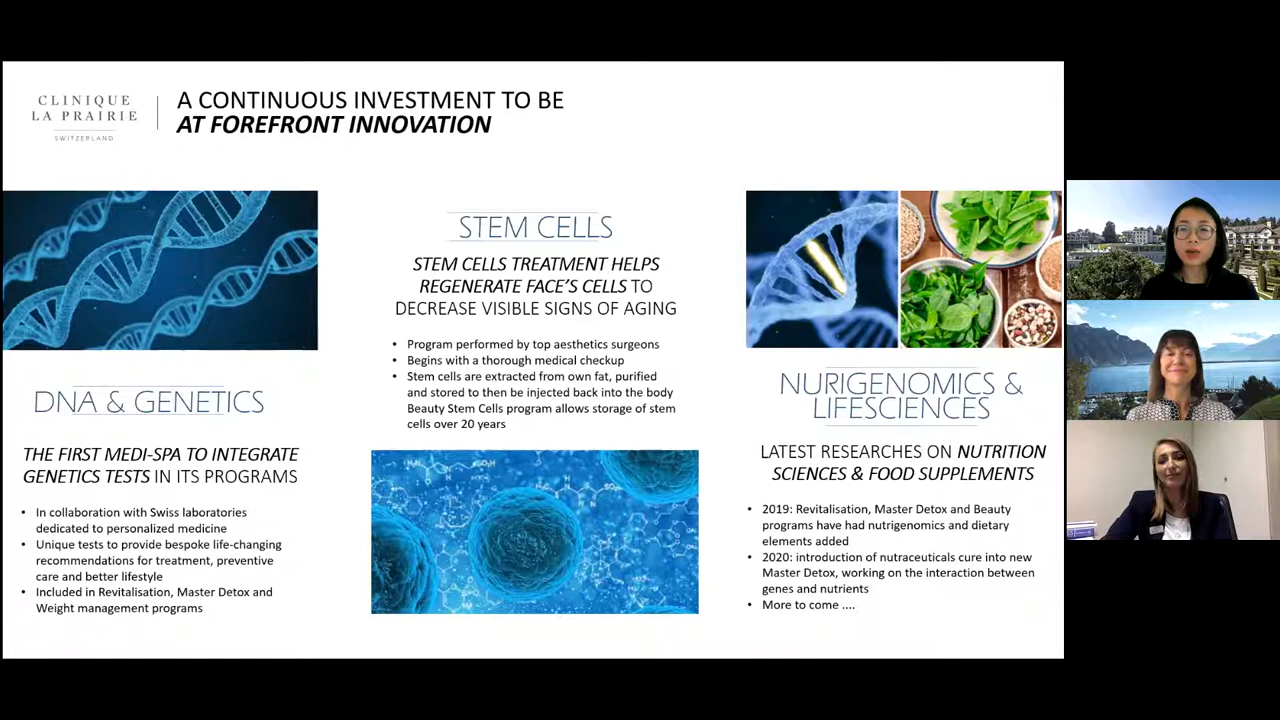 CLINIQUE
LA PRAIRIE
SWITZERLAND
A CONTINUOUS INVESTMENT TO BE
AT FOREFRONT INNOVATION
DNA & GENETICS
THE FIRST MEDI-SPA TO INTEGRATE
GENETICS TESTS IN ITS PROGRAMS
• In collaboration with Swiss laboratories
dedicated to personalized medicine
• Unique tests to provide bespoke life-changing
recommendations for treatment, preventive
care and better lifestyle
• Included in Revitalisation, Master Detox and
Weight management programs
STEM CELLS
STEM CELLS TREATMENT HELPS
REGENERATE FACE'S CELLS TO
DECREASE VISIBLE SIGNS OF AGING
• Program performed by top aesthetics surgeons
• Begins with a thorough medical checkup
• Stem cells are extracted from own fat, purified
and stored to then be injected back into the body
Beauty Stem Cells program allows storage of stem
cells over 20 years
NURIGENOMICS &
LIFESCIENCES
LATEST RESEARCHES ON NUTRITION
SCIENCES & FOOD SUPPLEMENTS
• 2019: Revitalisation, Master Detox and Beauty
programs have had nutrigenomics and dietary
elements added
• 2020: introduction of nutraceuticals cure into new
Master Detox, working on the interaction between
genes and nutrients
• More to come ....